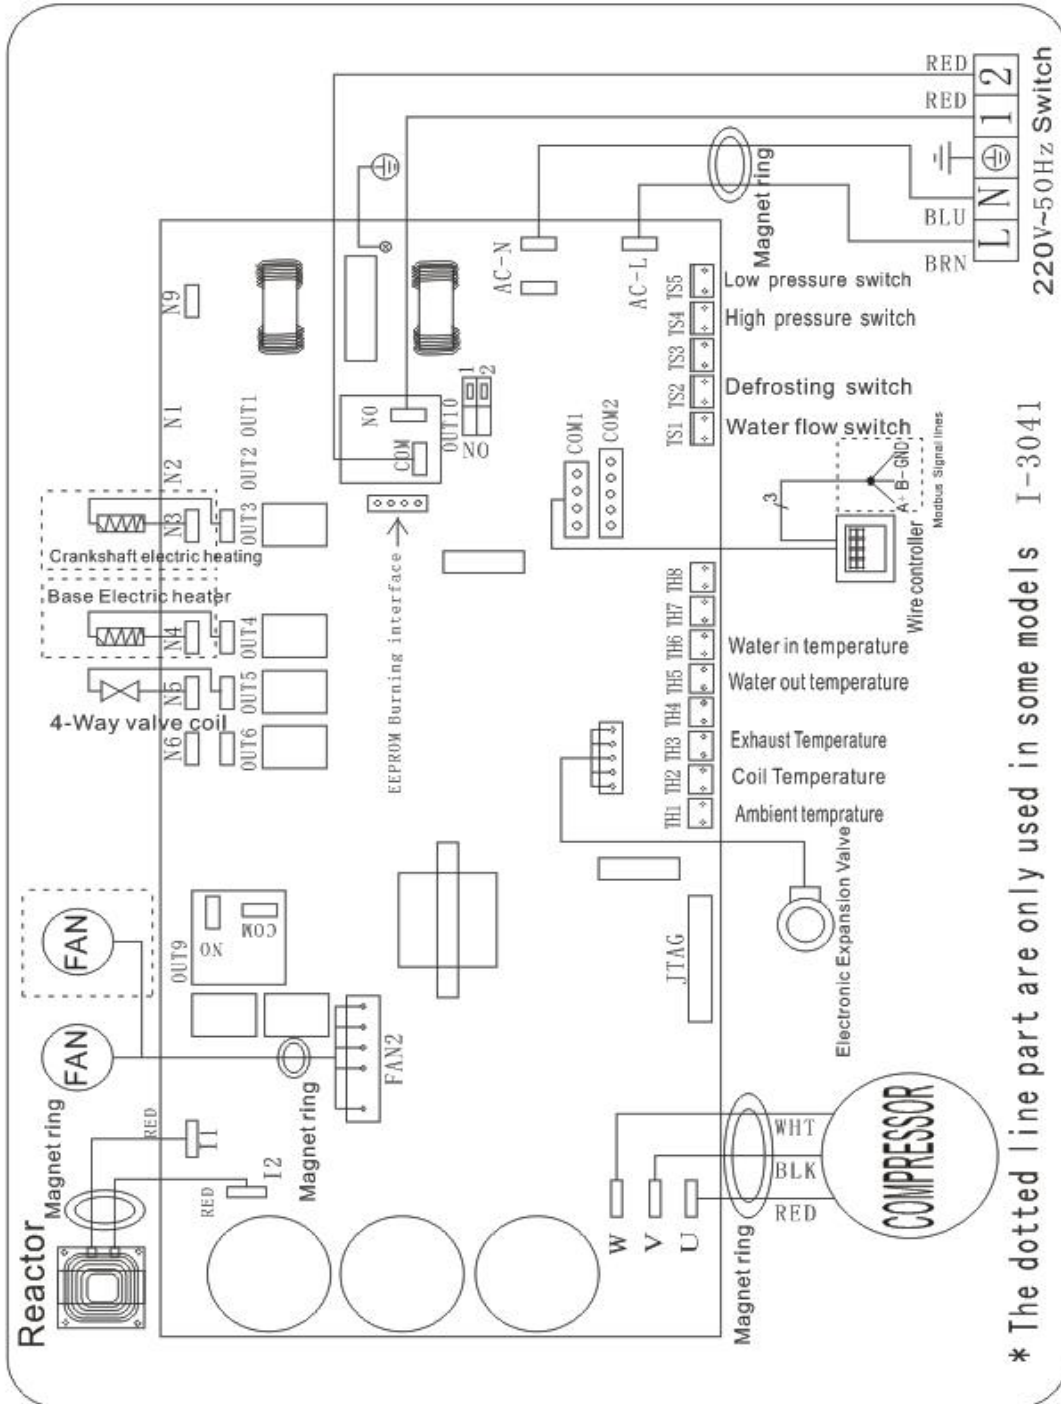 Reactor
Magnet ring
RED
RED
I1
I2
FAN
FAN
Magnet ring
FAN2
OUT9
NO
COM
4-Way valve coil
N6
N5
OUT6
OUT5
Base Electric heater
N4
OUT4
Crankshaft electric heating
N3
OUT3
N2
N1
N9
OUT2
OUT1
EEPROM Burning interface
COM
NO
OUT10
ON
1
2
AC-N
AC-L
COM1
COM2
JTAG
W
V
U
WHT
BLK
RED
Magnet ring
COMPRESSOR
Electronic Expansion Valve
TH1
TH2
TH3
TH4
TH5
TH6
TH7
TH8
Ambient temprature
Coil Temperature
Exhaust Temperature
Water out temperature
Water in temperature
Wire controller
3
A+ B- GND
Modbus Signal lines
TS1
TS2
TS3
TS4
TS5
Water flow switch
Defrosting switch
High pressure switch
Low pressure switch
Magnet ring
BRN
BLU
RED
RED
L
N
1
2
220V~50Hz Switch
* The dotted line part are only used in some models I-3041